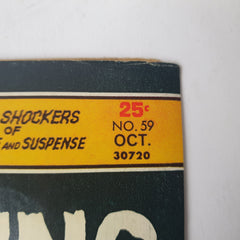 SHOCKERS
OF
AND SUSPENSE
25¢
NO. 59
OCT.
30720